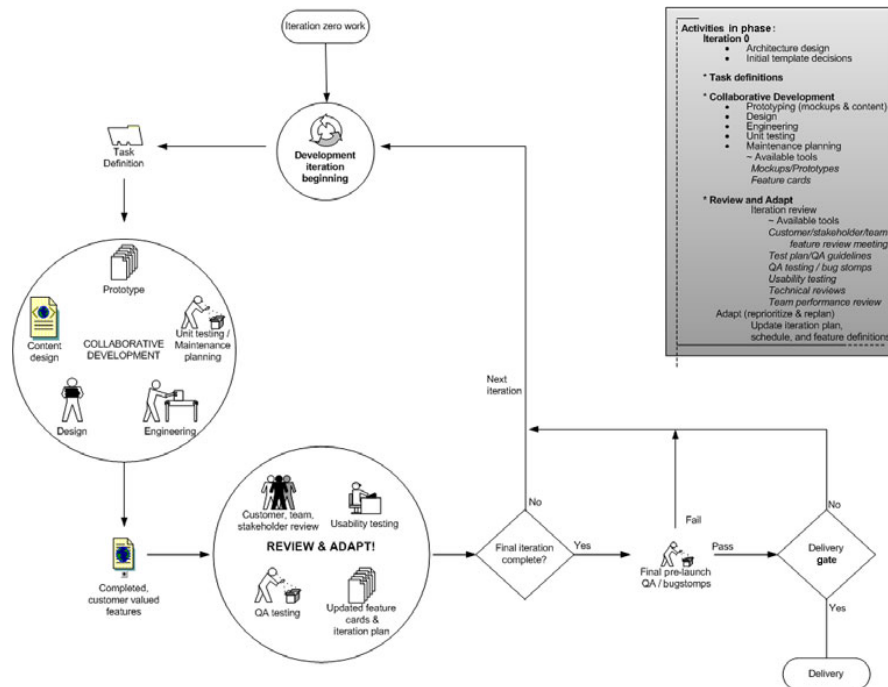 Iteration zero work
Development
iteration
beginning
Task
Definition
Prototype
Content
design
COLLABORATIVE
DEVELOPMENT
Unit testing /
Maintenance
planning
Design
Engineering
Completed,
customer valued
features
Customer, team,
stakeholder review
Usability testing
REVIEW & ADAPT!
QA testing
Updated feature
cards &
iteration plan
Next
iteration
No
Final iteration
complete?
Yes
Fail
Final pre-launch
QA / bugstomps
Pass
No
Delivery
gate
Yes
Delivery
Activities in phase:
Iteration 0
• Architecture design
• Initial template decisions
* Task definitions
* Collaborative Development
• Prototyping (mockups & content)
• Design
• Engineering
• Unit testing
• Maintenance planning
~ Available tools
Mockups/Prototypes
Feature cards
* Review and Adapt
Iteration review
~ Available tools
Customer/stakeholder/team
feature review meeting
Test plan/QA guidelines
QA testing / bug stomps
Usability testing
Technical reviews
Team performance review
Adapt (reprioritize & replan)
Update iteration plan,
schedule, and feature definitions